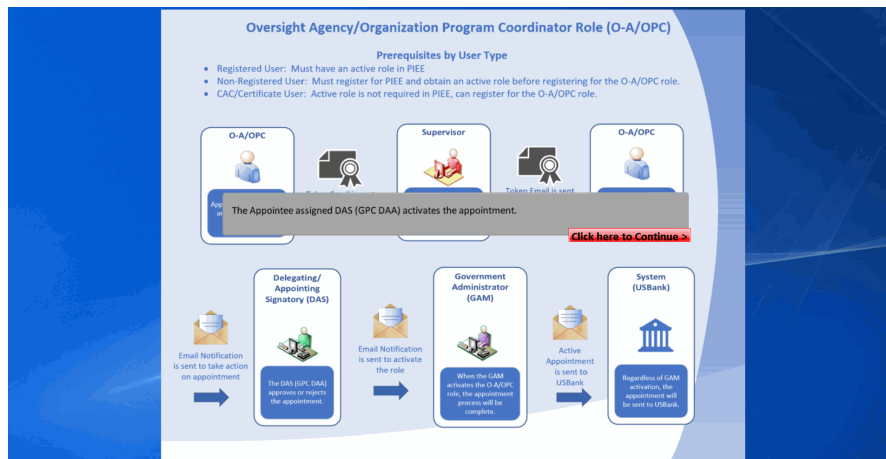 Oversight Agency/Organization Program Coordinator Role (O-A/OPC)
Prerequisites by User Type
• Registered User: Must have an active role in PIEE
• Non-Registered User: Must register for PIEE and obtain an active role before registering for the O-A/OPC role.
• CAC/Certificate User: Active role is not required in PIEE, can register for the O-A/OPC role.
O-A/OPC
Supervisor
O-A/OPC
Token Email is sent
The Appointee assigned DAS (GPC DAA) activates the appointment.
Click here to Continue >
Delegating/
Appointing
Signatory (DAS)
Government
Administrator
(GAM)
System
(USBank)
Email Notification
is sent to take action
on appointment
The DAS (GPC DAA)
approves or rejects
the appointment.
Email Notification
is sent to activate
the role
When the GAM
activates the O-A/OPC
role, the appointment
process will be
complete.
Active
Appointment
is sent to
USBank
Regardless of GAM
activation, the
appointment will
be sent to USBank.